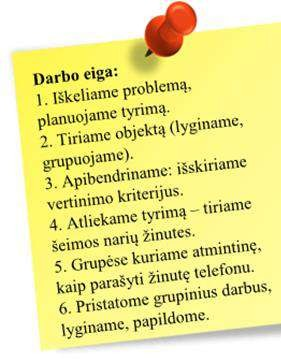 Darbo eiga:
1. Iškeliame problemą,
planuojame tyrimą.
2. Tiriame objektą (lyginame,
grupuojame).
3. Apibendriname: išskiriame
vertinimo kriterijus.
4. Atliekame tyrimą – tiriame
šeimos narių žinutes.
5. Grupėse kuriame atmintinę,
kaip parašyti žinutę telefonu.
6. Pristatome grupinius darbus,
lyginame, papildome.